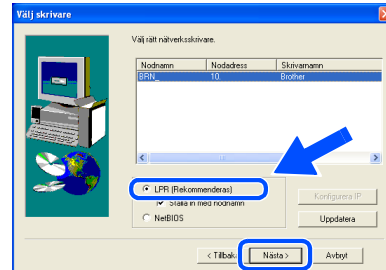 Välj skrivare
Välj rätt nätverksskrivare.
Nodnamn Nodadress Skrivarnamn
BRN_ 10. Brother
LPR (Rekommenderas)
Ställa in med nodnamn
Konfigurera IP
NetBIOS
Uppdatera
< Tillbaka Nästa > Avbryt